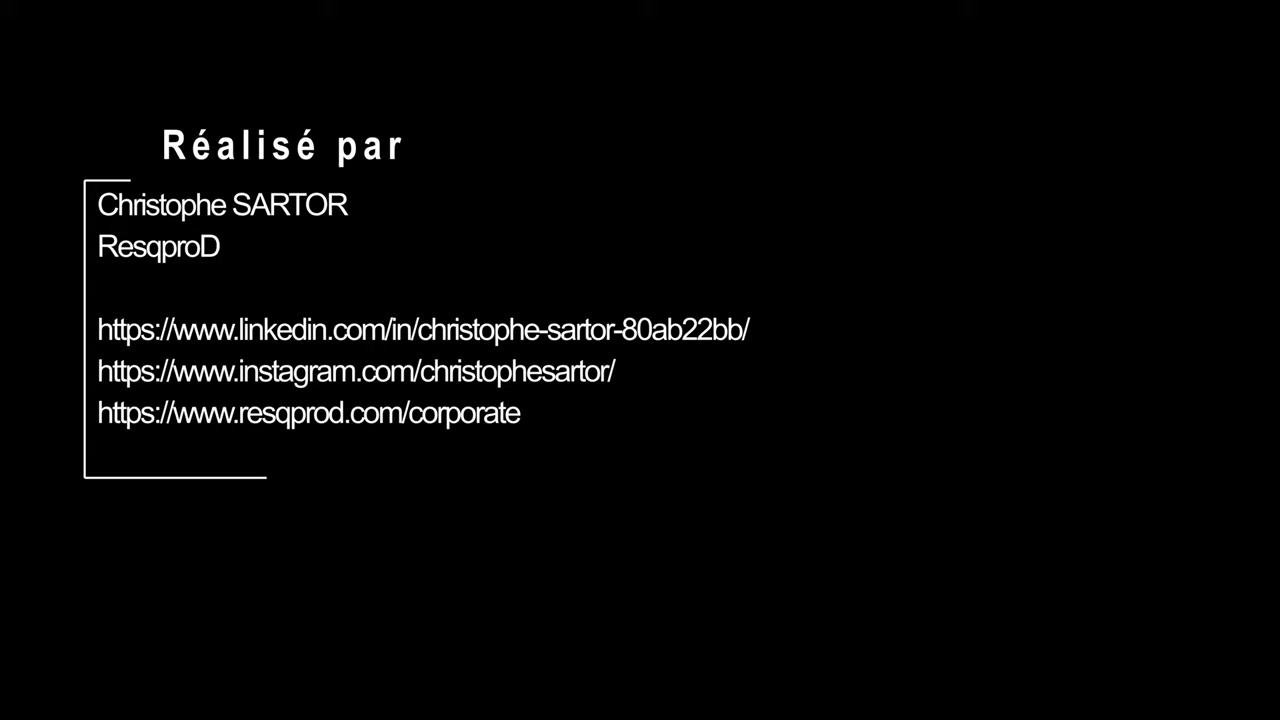 Réalisé par
Christophe SARTOR
ResqproD
https://www.linkedin.com/in/christophe-sartor-80ab22bb/
https://www.instagram.com/christophesartor/
https://www.resqprod.com/corporate